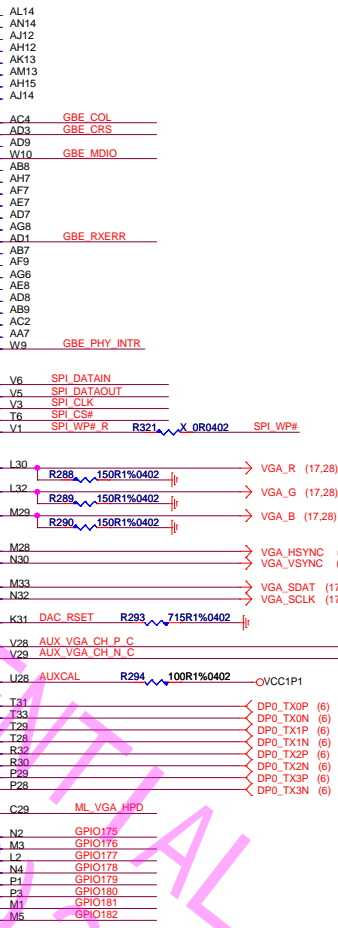 AL14
AN14
AJ12
AH12
AK13
AM13
AH15
AJ14
AC4 GBE_COL
AD3 GBE_CRS
AD9
W10 GBE_MDIO
AB8
AH7
AF7
AE7
AD7
AG8
AD1 GBE_RXERR
AB7
AF9
AG6
AE8
AD8
AB9
AC2
AA7
W9 GBE_PHY_INTR
V6 SPI_DATAIN
V5 SPI_DATAOUT
V3 SPI_CLK
T6 SPI_CS#
V1 SPI_WP#_R R321 X_0R0402 SPI_WP#
L30 VGA_R (17,28)
R288 150R1%0402
L32 VGA_G (17,28)
R289 150R1%0402
M29 VGA_B (17,28)
R290 150R1%0402
M28 VGA_HSYNC (
N30 VGA_VSYNC (
M33 VGA_SDAT (17
N32 VGA_SCLK (17
K31 DAC_RSET R293 715R1%0402
V28 AUX_VGA_CH_P_C
V29 AUX_VGA_CH_N_C
U28 AUXCAL R294 100R1%0402 VCC1P1
T31 DP0_TX0P (6)
T33 DP0_TX0N (6)
T29 DP0_TX1P (6)
T28 DP0_TX1N (6)
R32 DP0_TX2P (6)
R30 DP0_TX2N (6)
P29 DP0_TX3P (6)
P28 DP0_TX3N (6)
C29 ML_VGA_HPD
N2 GPIO175
M3 GPIO176
L2 GPIO177
N4 GPIO178
P1 GPIO179
P3 GPIO180
M1 GPIO181
M5 GPIO182
NTIAL